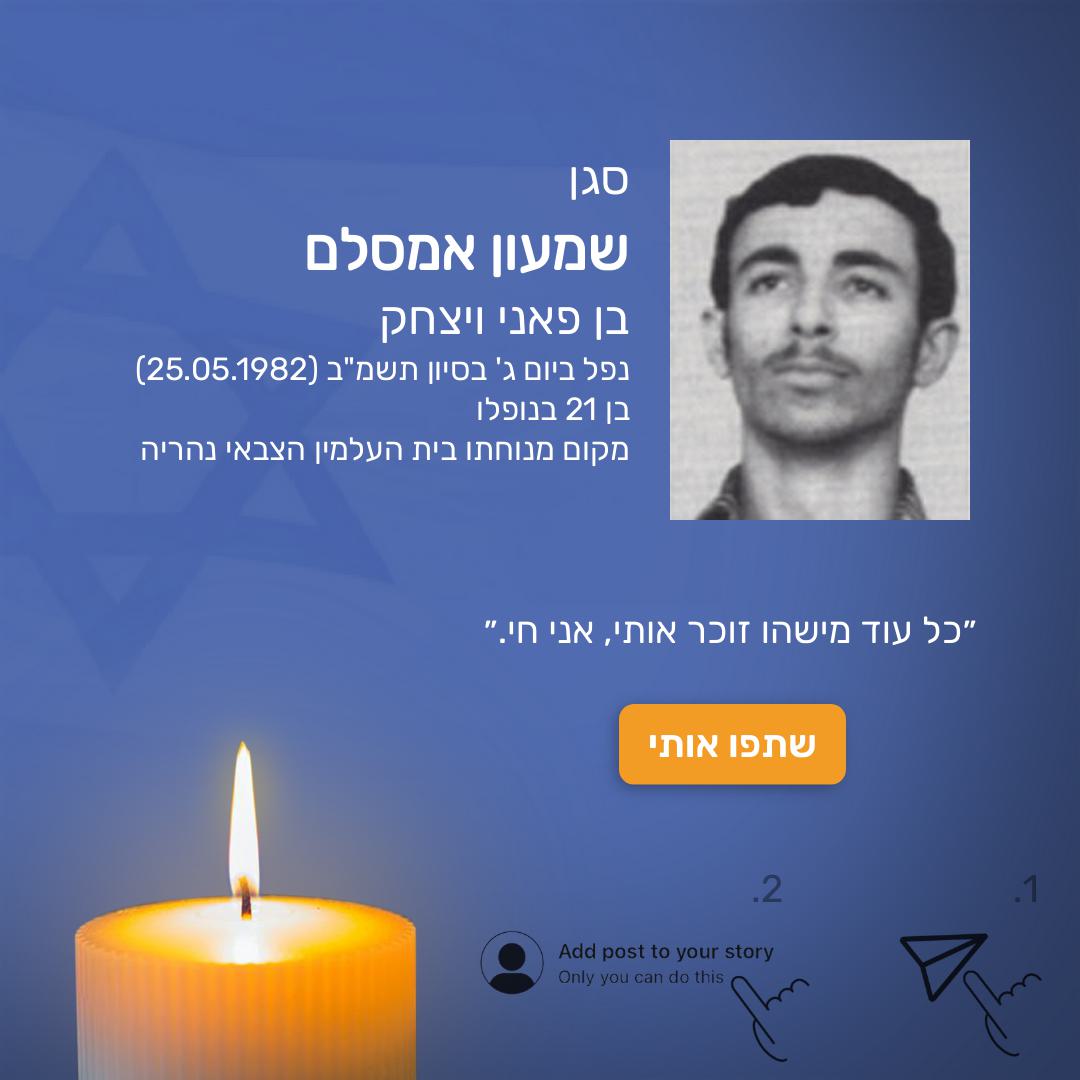 סגן
שמעון אמסלם
בן פאני ויצחק
נפל ביום ג' בסיון תשמ"ב (25.05.1982)
בן 21 בנופלו
מקום מנוחתו בית העלמין הצבאי נהריה
״כל עוד מישהו זוכר אותי, אני חי.״
שתפו אותי
1.
2.
Add post to your story
Only you can do this